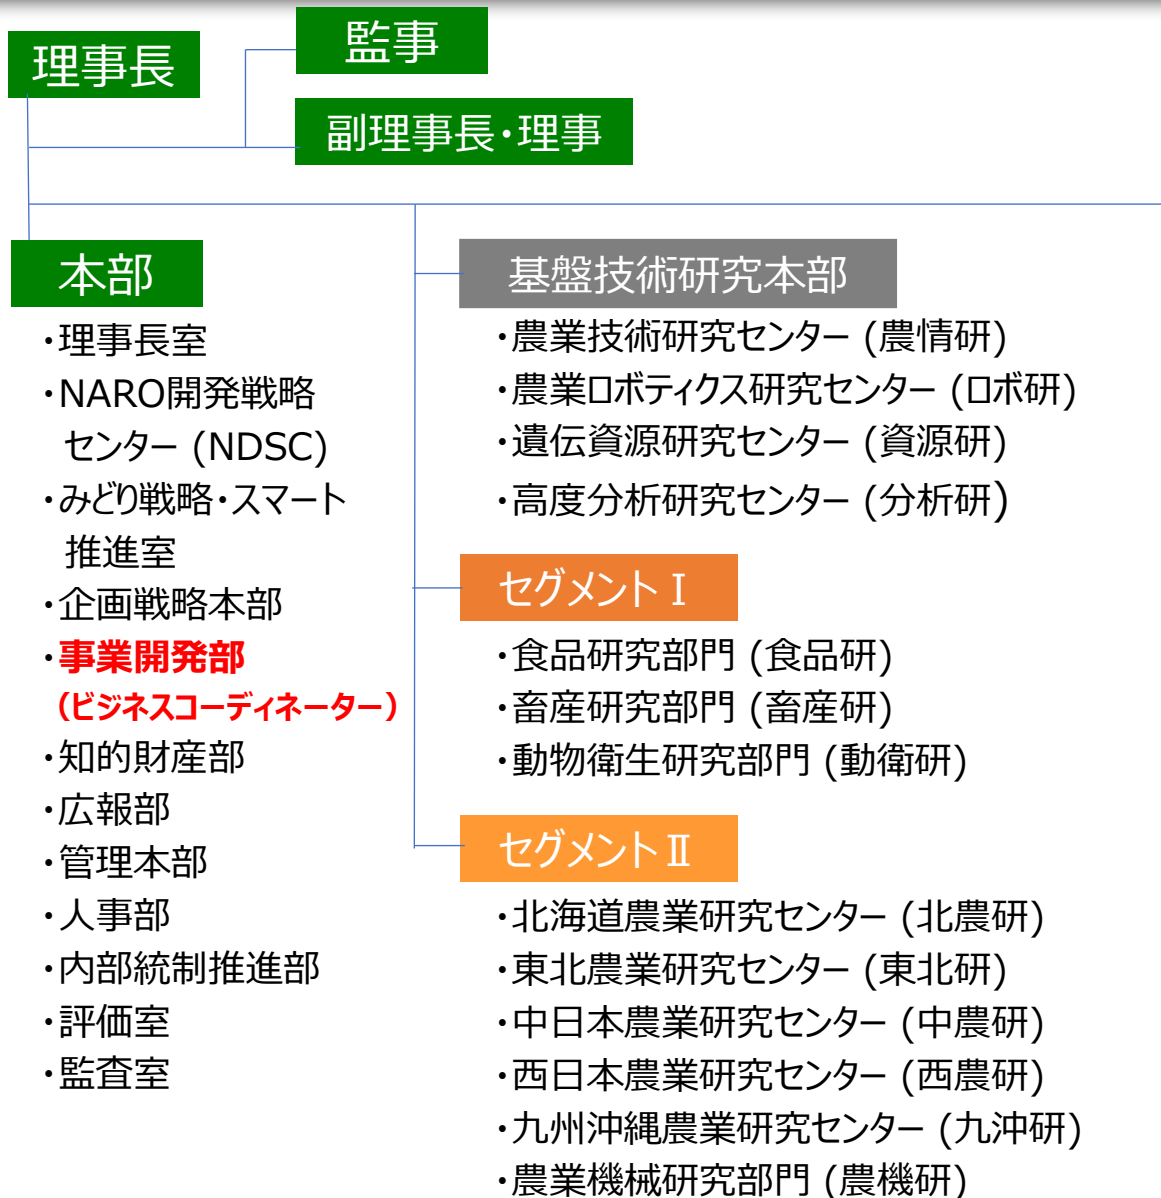 理事長
監事
副理事長・理事
本部
・理事長室
・NARO開発戦略
センター (NDSC)
・みどり戦略・スマート
推進室
・企画戦略本部
・事業開発部
（ビジネスコーディネーター）
・知的財産部
・広報部
・管理本部
・人事部
・内部統制推進部
・評価室
・監査室
基盤技術研究本部
・農業技術研究センター (農情研)
・農業ロボティクス研究センター (ロボ研)
・遺伝資源研究センター (資源研)
・高度分析研究センター (分析研)
セグメントⅠ
・食品研究部門 (食品研)
・畜産研究部門 (畜産研)
・動物衛生研究部門 (動衛研)
セグメントⅡ
・北海道農業研究センター (北農研)
・東北農業研究センター (東北研)
・中日本農業研究センター (中農研)
・西日本農業研究センター (西農研)
・九州沖縄農業研究センター (九沖研)
・農業機械研究部門 (農機研)